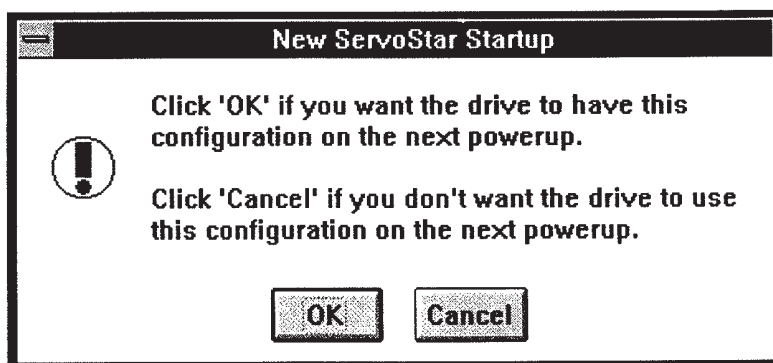 New ServoStar Startup
Click 'OK' if you want the drive to have this
configuration on the next powerup.
Click 'Cancel' if you don't want the drive to use
this configuration on the next powerup.
OK
Cancel